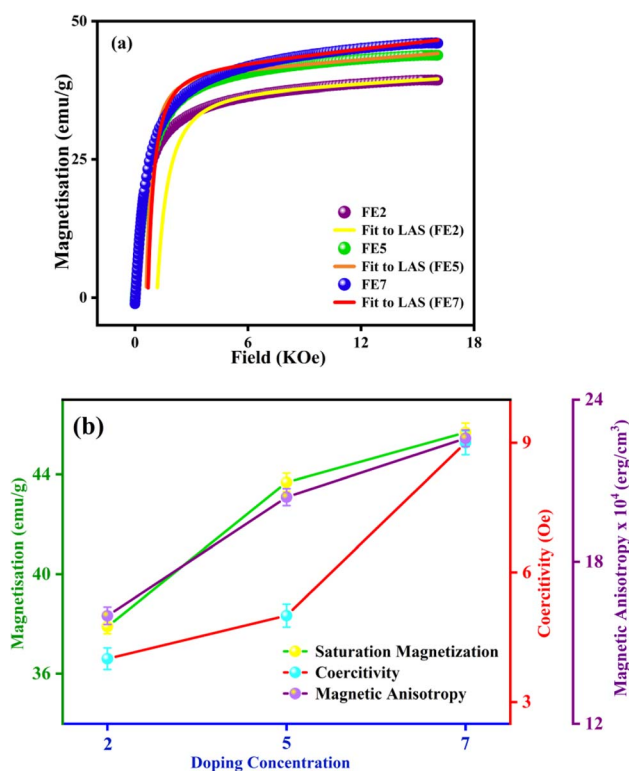 (a)
50
25
0
Magnetisation (emu/g)
FE2
Fit to LAS (FE2)
FE5
Fit to LAS (FE5)
FE7
Fit to LAS (FE7)
0 6 12 18
Field (KOe)
(b)
44
40
36
Magnetisation (emu/g)
9
6
3
Coercitivity (Oe)
24
18
12
Magnetic Anisotropy x 10⁴ (erg/cm³)
Saturation Magnetization
Coercitivity
Magnetic Anisotropy
2 5 7
Doping Concentration